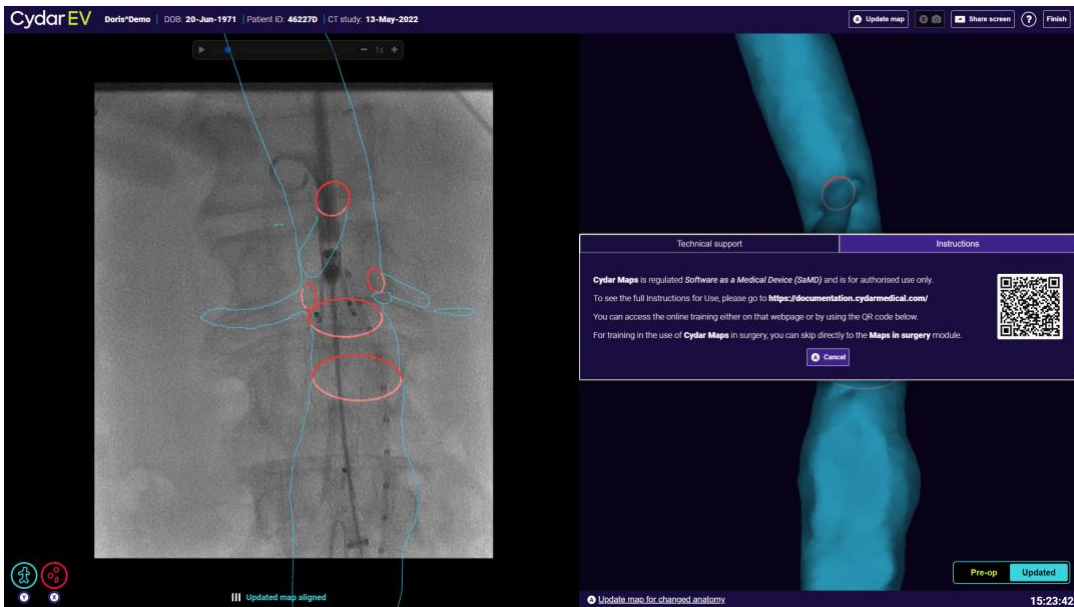 Cydar EV Doris^Demo DOB: 20-Jun-1971 Patient ID: 46227D CT study: 13-May-2022 A Update map B Share screen ? Finish
1x
Technical support Instructions
Cydar Maps is regulated Software as a Medical Device (SaMD) and is for authorised use only.
To see the full Instructions for Use, please go to https://documentation.cydarmedical.com/
You can access the online training either on that webpage or by using the QR code below.
For training in the use of Cydar Maps in surgery, you can skip directly to the Maps in surgery module.
A Cancel
Pre-op Updated
Y X
Updated map aligned
A Update map for changed anatomy
15:23:42